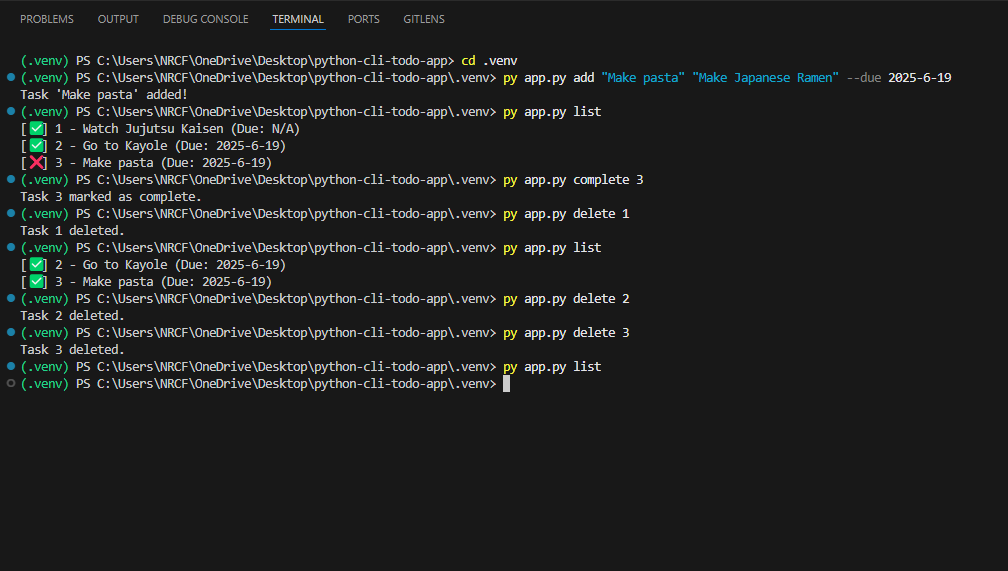 PROBLEMS OUTPUT DEBUG CONSOLE TERMINAL PORTS GITLENS
(.venv) PS C:\Users\NRCF\OneDrive\Desktop\python-cli-todo-app> cd .venv
(.venv) PS C:\Users\NRCF\OneDrive\Desktop\python-cli-todo-app\.venv> py app.py add "Make pasta" "Make Japanese Ramen" --due 2025-6-19
Task 'Make pasta' added!
(.venv) PS C:\Users\NRCF\OneDrive\Desktop\python-cli-todo-app\.venv> py app.py list
[✅] 1 - Watch Jujutsu Kaisen (Due: N/A)
[✅] 2 - Go to Kayole (Due: 2025-6-19)
[❌] 3 - Make pasta (Due: 2025-6-19)
(.venv) PS C:\Users\NRCF\OneDrive\Desktop\python-cli-todo-app\.venv> py app.py complete 3
Task 3 marked as complete.
(.venv) PS C:\Users\NRCF\OneDrive\Desktop\python-cli-todo-app\.venv> py app.py delete 1
Task 1 deleted.
(.venv) PS C:\Users\NRCF\OneDrive\Desktop\python-cli-todo-app\.venv> py app.py list
[✅] 2 - Go to Kayole (Due: 2025-6-19)
[✅] 3 - Make pasta (Due: 2025-6-19)
(.venv) PS C:\Users\NRCF\OneDrive\Desktop\python-cli-todo-app\.venv> py app.py delete 2
Task 2 deleted.
(.venv) PS C:\Users\NRCF\OneDrive\Desktop\python-cli-todo-app\.venv> py app.py delete 3
Task 3 deleted.
(.venv) PS C:\Users\NRCF\OneDrive\Desktop\python-cli-todo-app\.venv> py app.py list
(.venv) PS C:\Users\NRCF\OneDrive\Desktop\python-cli-todo-app\.venv>